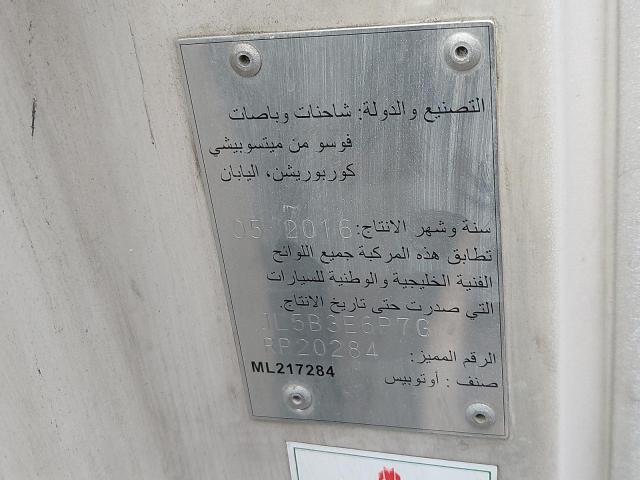 التصنيع والدولة: شاحنات وباصات
فوسو من ميتسوبيشي
كوربوريشن، اليابان
سنة وشهر الانتاج: 2016 05
تطابق هذه المركبة جميع اللوائح
الفنية الخليجية والوطنية للسيارات
التي صدرت حتى تاريخ الانتاج.
JL5B3E6P7G
الرقم المميز: RP20284
صنف : أوتوبيس
ML217284